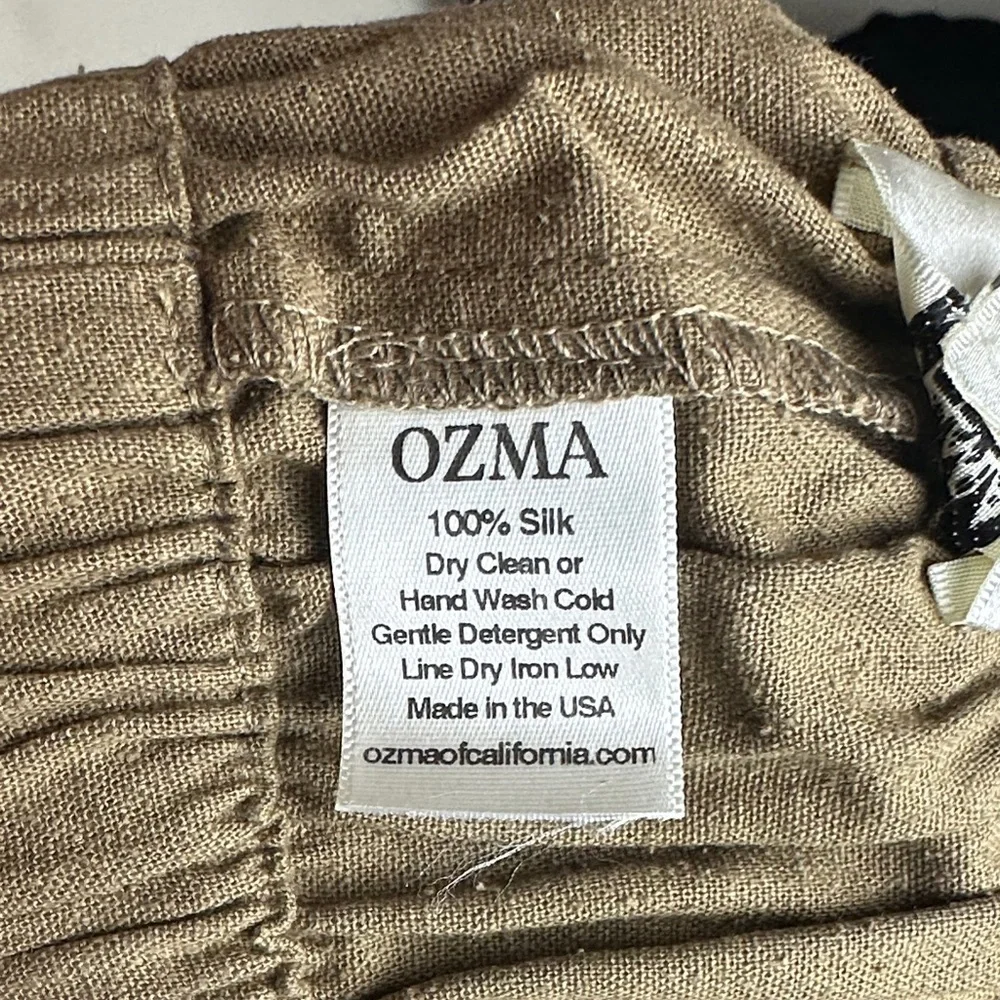 OZMA
100% Silk
Dry Clean or
Hand Wash Cold
Gentle Detergent Only
Line Dry Iron Low
Made in the USA
ozmaofcalifornia.com